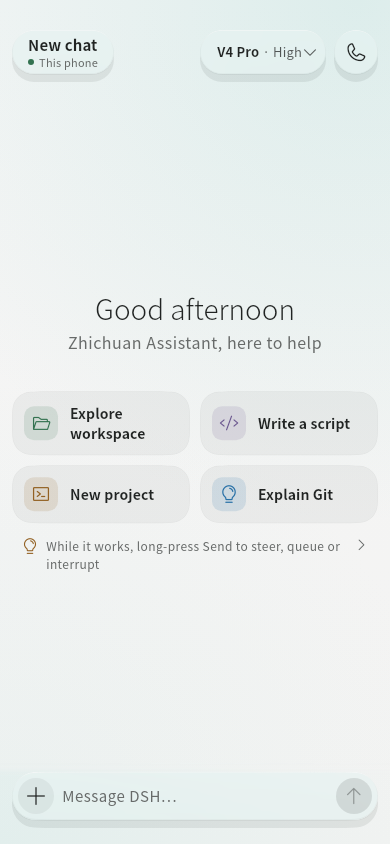 New chat
This phone
V4 Pro · High
Good afternoon
Zhichuan Assistant, here to help
Explore
workspace
Write a script
New project
Explain Git
While it works, long-press Send to steer, queue or
interrupt
Message DSH...